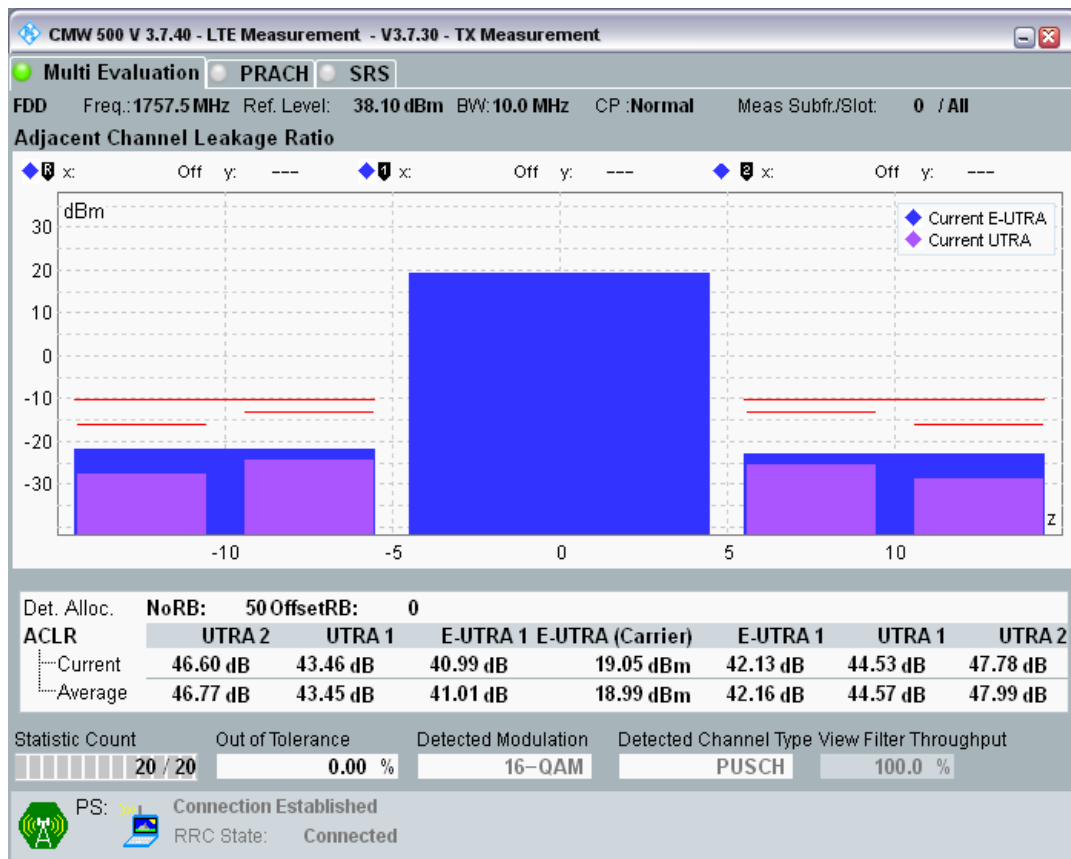 CMW 500 V 3.7.40 - LTE Measurement - V3.7.30 - TX Measurement
Multi Evaluation PRACH SRS
FDD Freq.:1757.5 MHz Ref. Level: 38.10 dBm BW:10.0 MHz CP :Normal Meas Subfr./Slot: 0 / All
Adjacent Channel Leakage Ratio
R x: Off y: --- 1 x: Off y: --- 2 x: Off y: ---
dBm
Current E-UTRA
Current UTRA
30
20
10
0
-10
-20
-30
z
-10 -5 0 5 10
Det. Alloc. NoRB: 50 OffsetRB: 0
ACLR UTRA 2 UTRA 1 E-UTRA 1 E-UTRA (Carrier) E-UTRA 1 UTRA 1 UTRA 2
Current 46.60 dB 43.46 dB 40.99 dB 19.05 dBm 42.13 dB 44.53 dB 47.78 dB
Average 46.77 dB 43.45 dB 41.01 dB 18.99 dBm 42.16 dB 44.57 dB 47.99 dB
Statistic Count Out of Tolerance Detected Modulation Detected Channel Type View Filter Throughput
20 / 20 0.00 % 16-QAM PUSCH 100.0 %
PS: Connection Established
RRC State: Connected